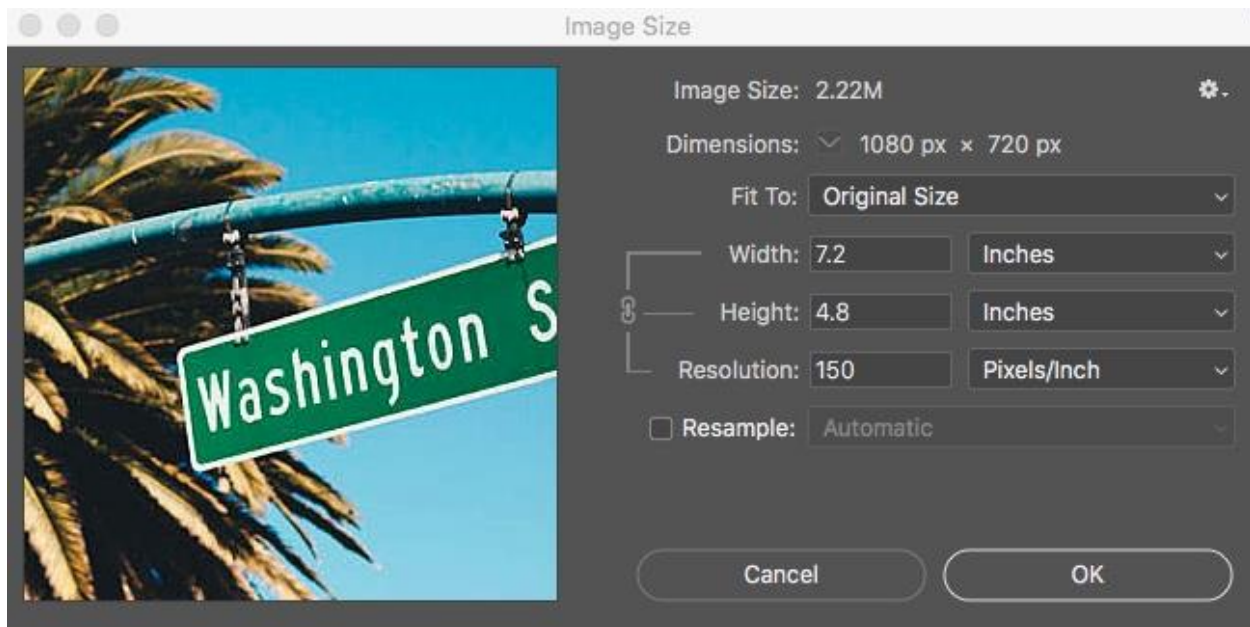 Image Size
Washington S
Image Size: 2.22M
Dimensions: 1080 px × 720 px
Fit To: Original Size
Width: 7.2 Inches
Height: 4.8 Inches
Resolution: 150 Pixels/Inch
Resample: Automatic
Cancel OK